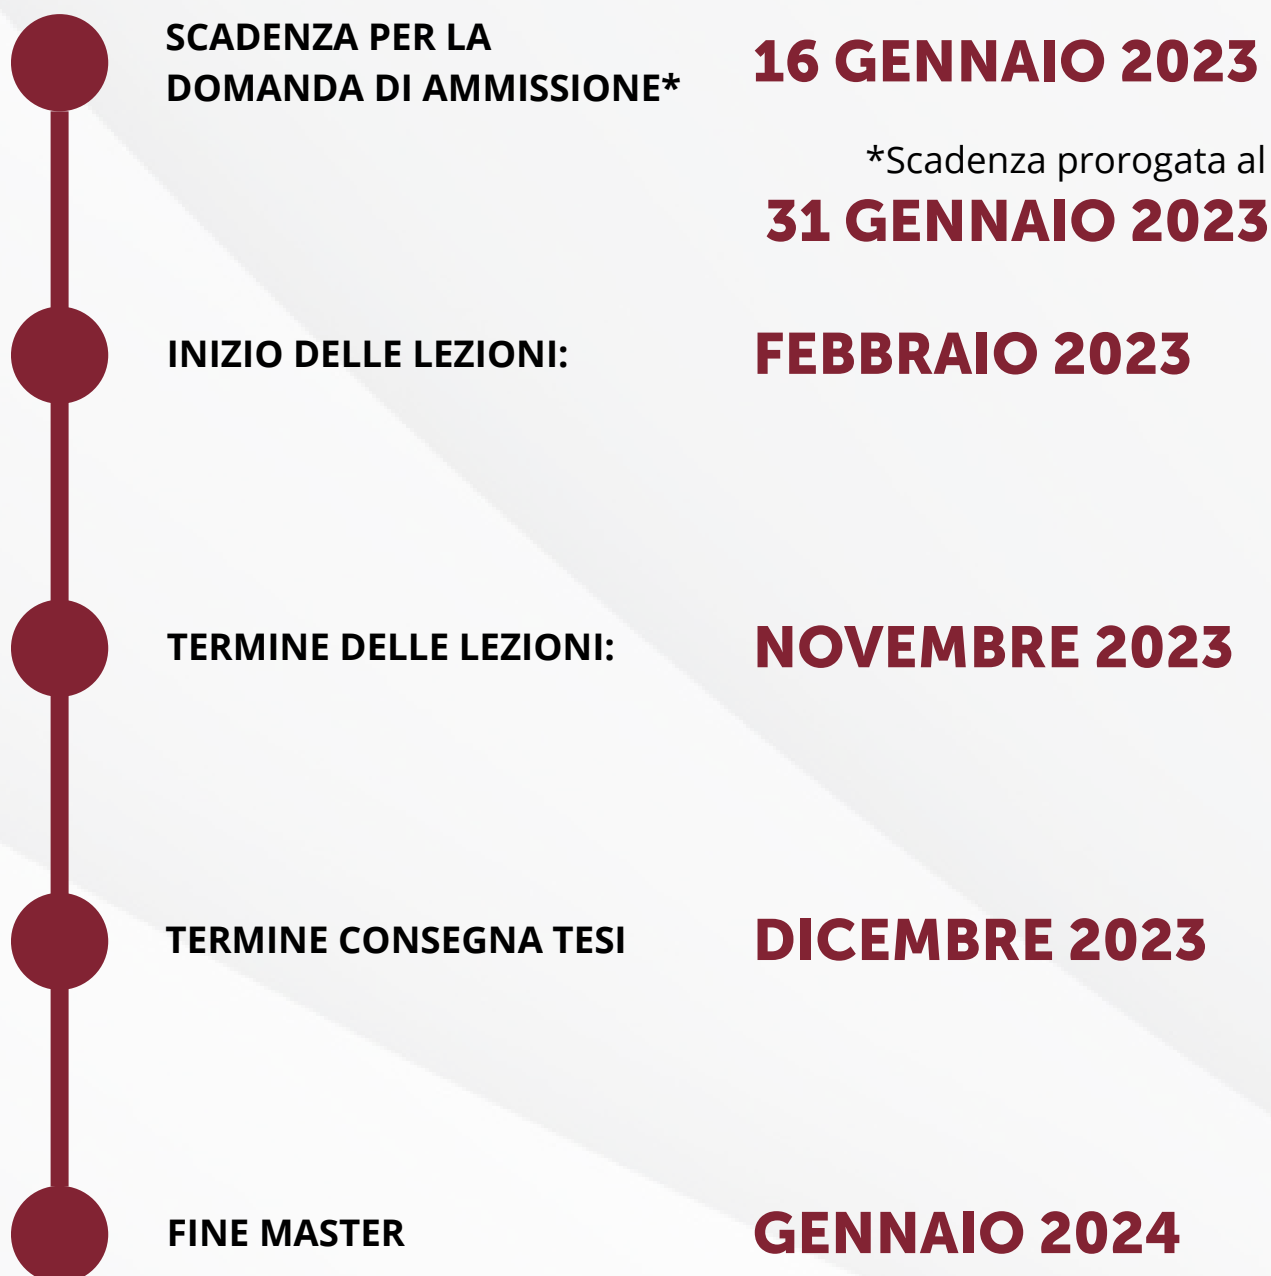 SCADENZA PER LA
DOMANDA DI AMMISSIONE*
16 GENNAIO 2023
*Scadenza prorogata al
31 GENNAIO 2023
INIZIO DELLE LEZIONI:
FEBBRAIO 2023
TERMINE DELLE LEZIONI:
NOVEMBRE 2023
TERMINE CONSEGNA TESI
DICEMBRE 2023
FINE MASTER
GENNAIO 2024